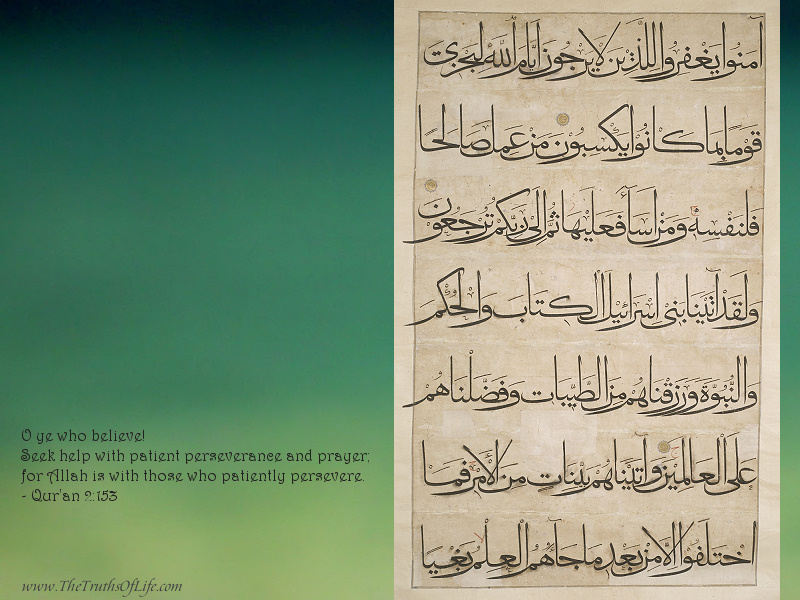 آمنوا يغفروا للذين لا يرجون أيام الله ليجزي
قوما بما كانوا يكسبون من عمل صالحا
فلنفسه ومن أساء فعليها ثم إلى ربكم ترجعون
ولقد آتينا بني إسرائيل الكتاب والحكم
والنبوة ورزقناهم من الطيبات وفضلناهم
على العالمين وآتيناهم بينات من الأمر فما
اختلفوا إلا من بعد ما جاءهم العلم بغيا
O ye who believe!
Seek help with patient perseverance and prayer;
for Allah is with those who patiently persevere.
- Qur'an 2:153
www.TheTruthsOfLife.com